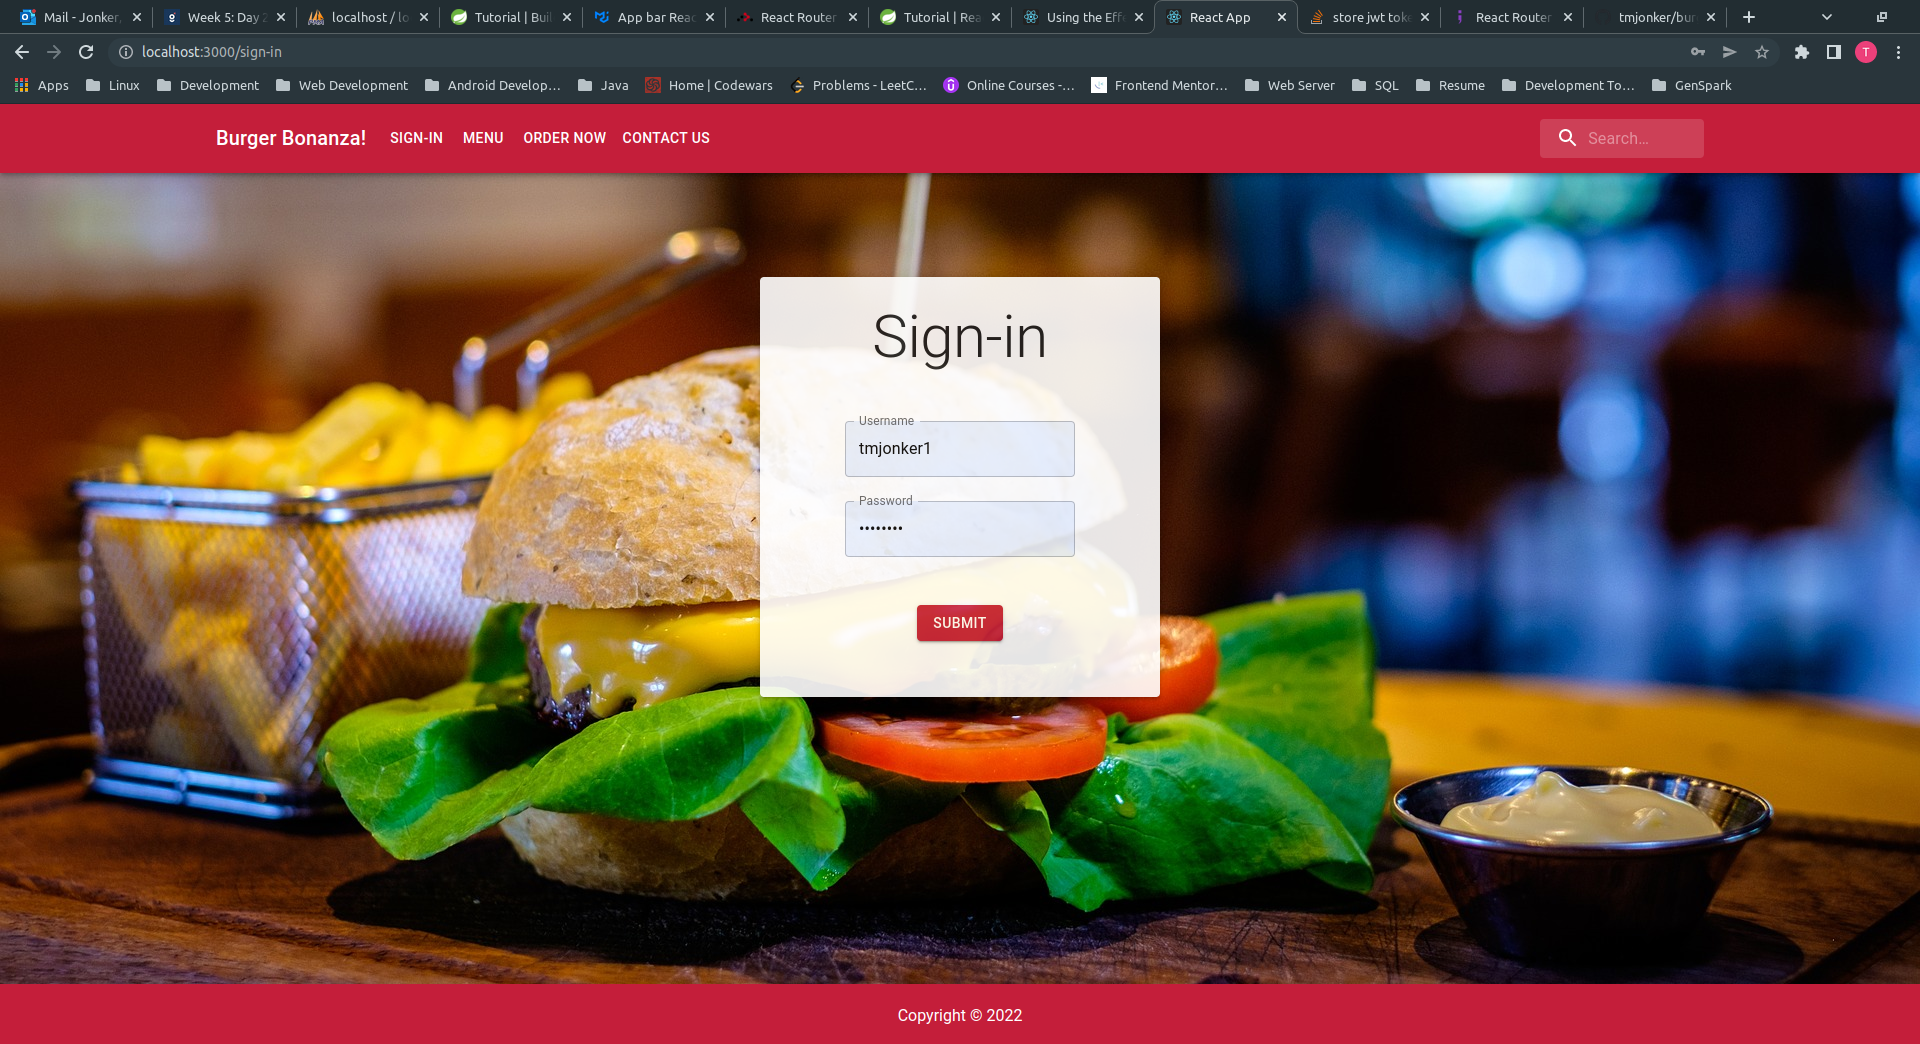 Mail - Jonker,
Week 5: Day 2
localhost / lo
Tutorial | Buil
App bar Reac
React Router
Tutorial | Rea
Using the Effe
React App
store jwt toke
React Router
tmjonker/bur
localhost:3000/sign-in
T
Apps
Linux
Development
Web Development
Android Develop...
Java
Home | Codewars
Problems - LeetC...
Online Courses -...
Frontend Mentor...
Web Server
SQL
Resume
Development To...
GenSpark
Burger Bonanza!
SIGN-IN
MENU
ORDER NOW
CONTACT US
Search...
Sign-in
Username
tmjonker1
Password
••••••••
SUBMIT
Copyright © 2022